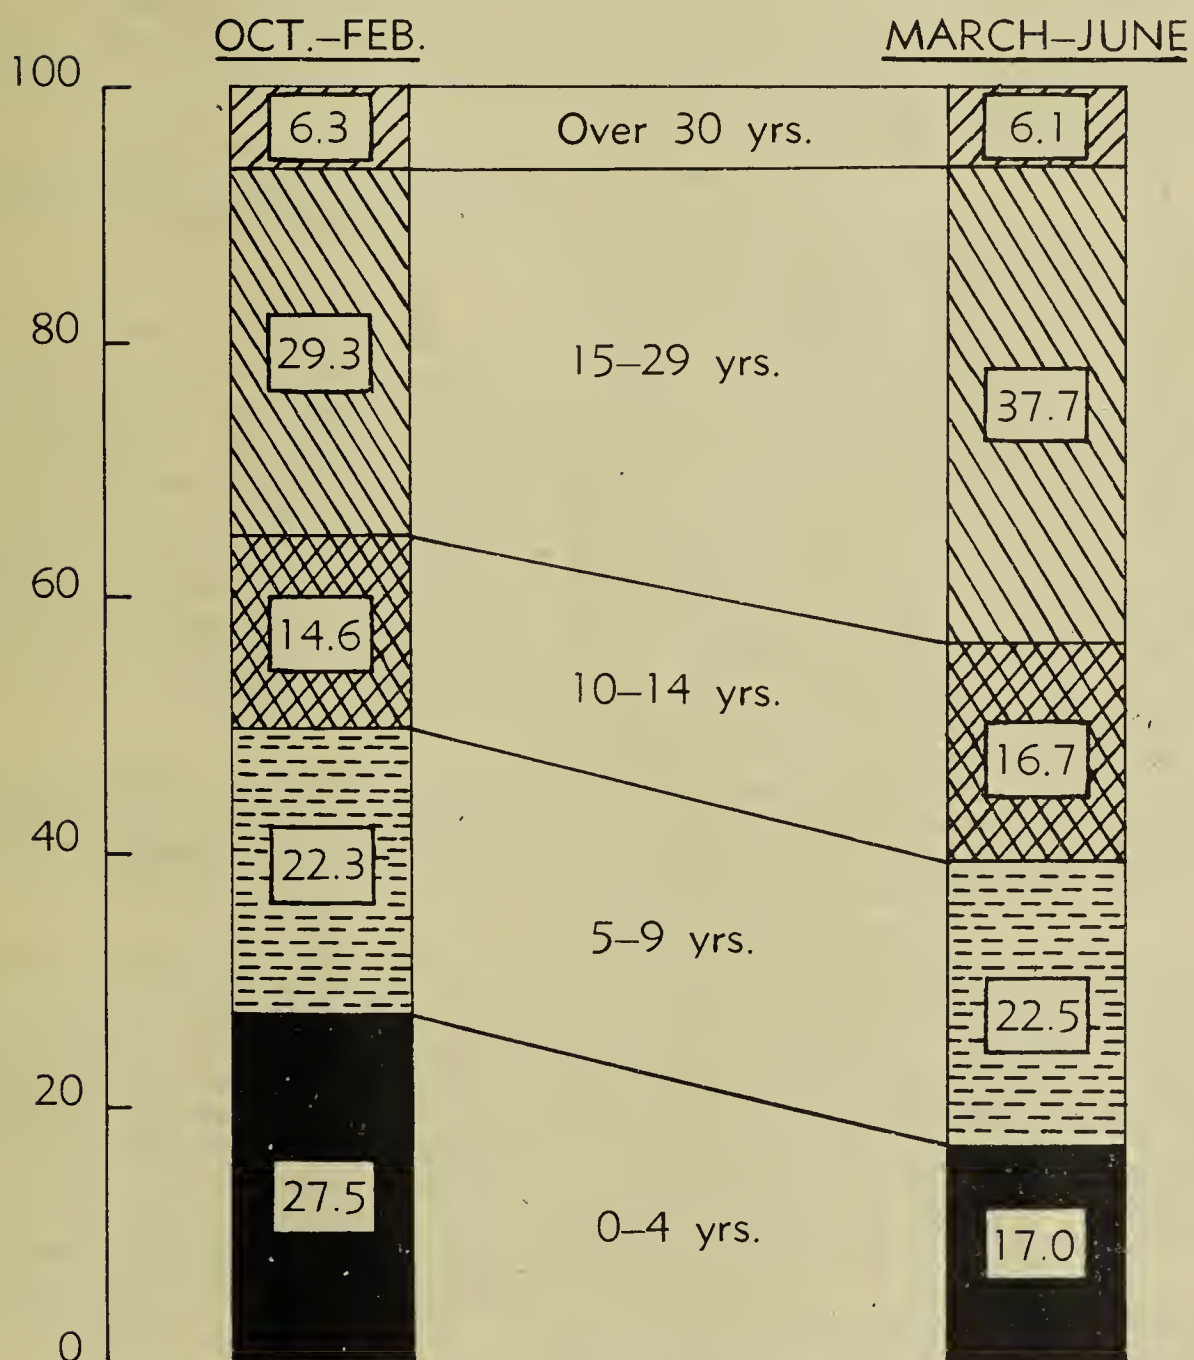 OCT.–FEB. MARCH–JUNE
100
6.3 Over 30 yrs. 6.1
80
29.3 15–29 yrs. 37.7
60
14.6 10–14 yrs. 16.7
40
22.3 5–9 yrs. 22.5
20
27.5 0–4 yrs. 17.0
0